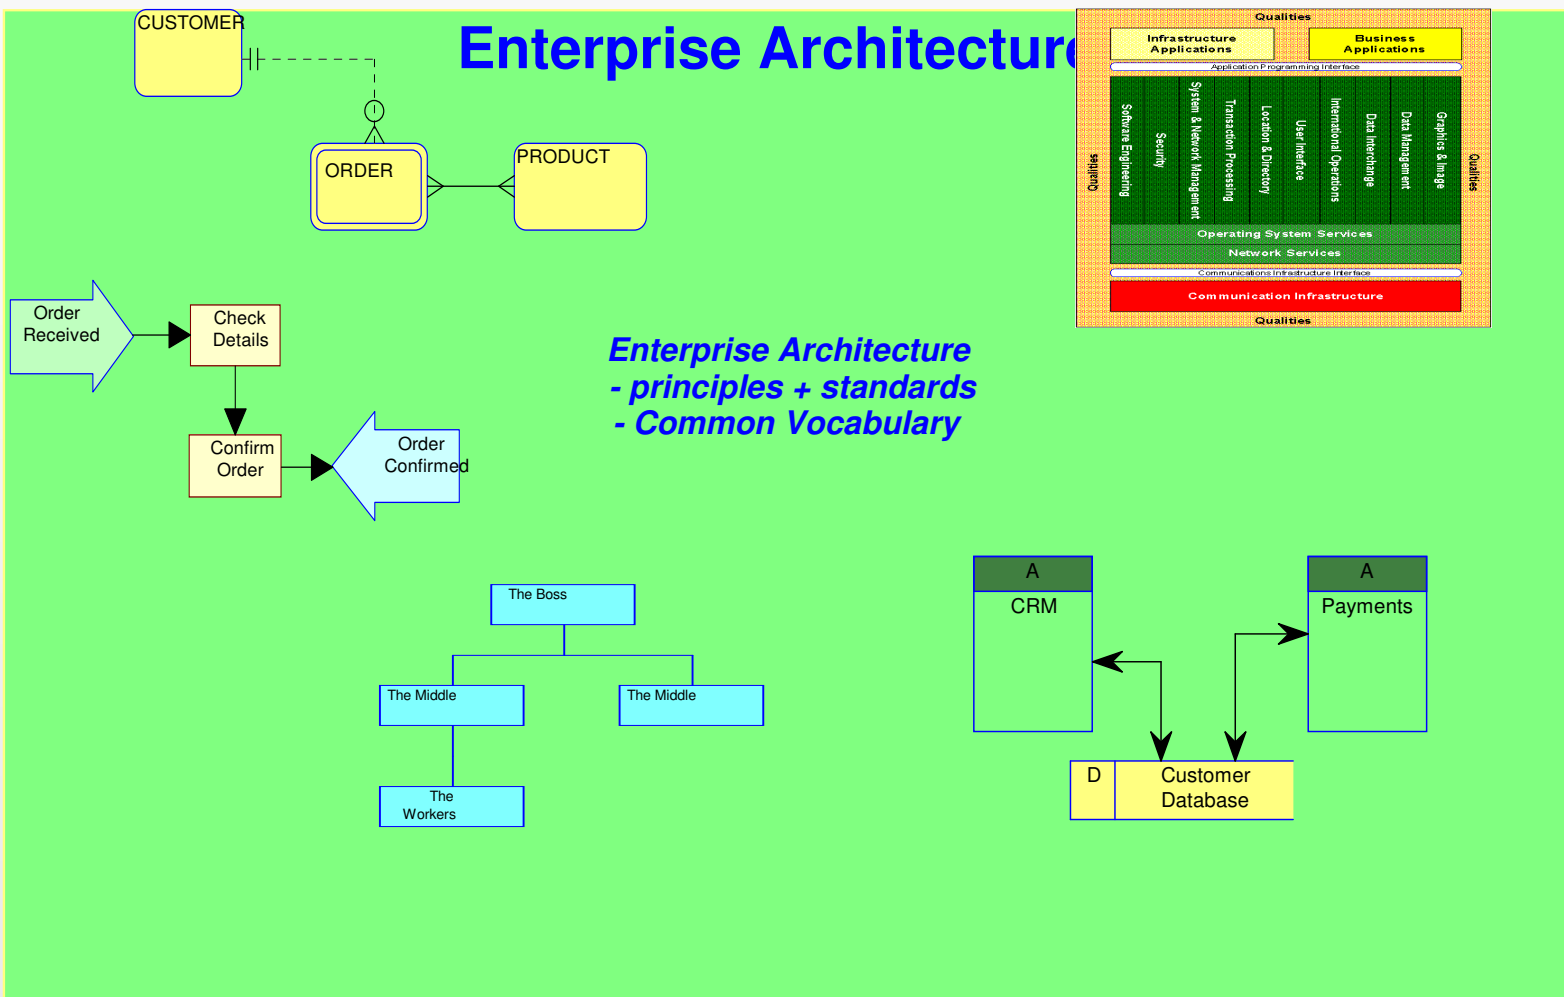 CUSTOMER
Enterprise Architecture
ORDER
PRODUCT
Qualities
Infrastructure
Applications
Business
Applications
Application Programming Interface
Qualities
Software Engineering
Security
System & Network Management
Transaction Processing
Location & Directory
User Interface
International Operations
Data Interchange
Data Management
Graphics & Image
Qualities
Operating System Services
Network Services
Communications Infrastructure Interface
Communication Infrastructure
Qualities
Order
Received
Check
Details
Confirm
Order
Order
Confirmed
Enterprise Architecture
- principles + standards
- Common Vocabulary
The Boss
The Middle
The Middle
The
Workers
A
CRM
A
Payments
D
Customer
Database